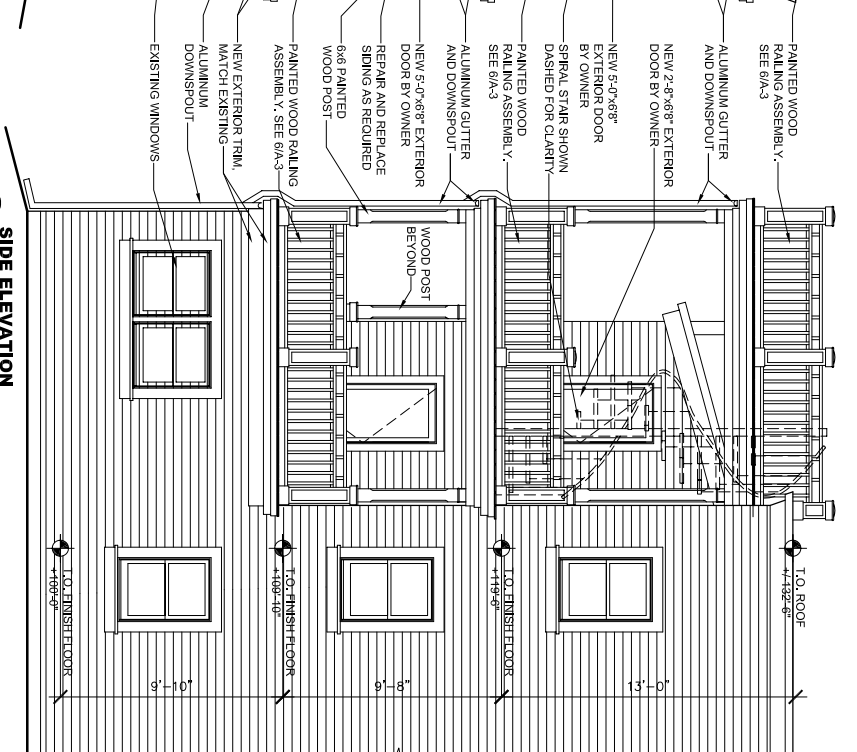 PAINTED WOOD
RAILING ASSEMBLY.
SEE 6/A-3
ALUMINUM GUTTER
AND DOWNSPOUT
NEW 2'-8"x6'8" EXTERIOR
DOOR BY OWNER
NEW 5'-0"x6'8"
EXTERIOR DOOR
BY OWNER
SPIRAL STAIR SHOWN
DASHED FOR CLARITY
PAINTED WOOD
RAILING ASSEMBLY.
SEE 6/A-3
ALUMINUM GUTTER
AND DOWNSPOUT
NEW 5'-0"x6'8" EXTERIOR
DOOR BY OWNER
REPAIR AND REPLACE
SIDING AS REQUIRED
6x6 PAINTED
WOOD POST
PAINTED WOOD RAILING
ASSEMBLY. SEE 6/A-3
NEW EXTERIOR TRIM,
MATCH EXISTING
ALUMINUM
DOWNSPOUT
EXISTING WINDOWS
WOOD POST
BEYOND
T.O. ROOF
+/-132'-6"
T.O. FINISH FLOOR
+119'-6"
T.O. FINISH FLOOR
+109'-10"
T.O. FINISH FLOOR
+100'-0"
13'-0"
9'-8"
9'-10"
SIDE ELEVATION